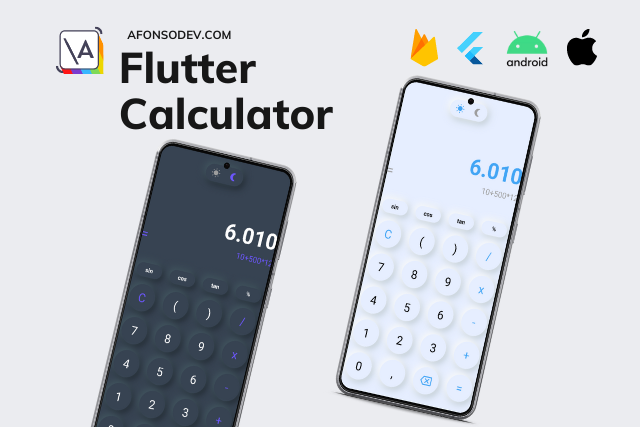 \A
AFONSODEV.COM
Flutter
Calculator
android
6.010
=
10+500*12
sin cos tan %
C ( ) /
7 8 9 x
4 5 6 -
1 2 3 +
0 , =
6.010
=
10+500*1
sin cos tan %
C ( ) /
7 8 9 x
4 5 6 -
1 2 3 +